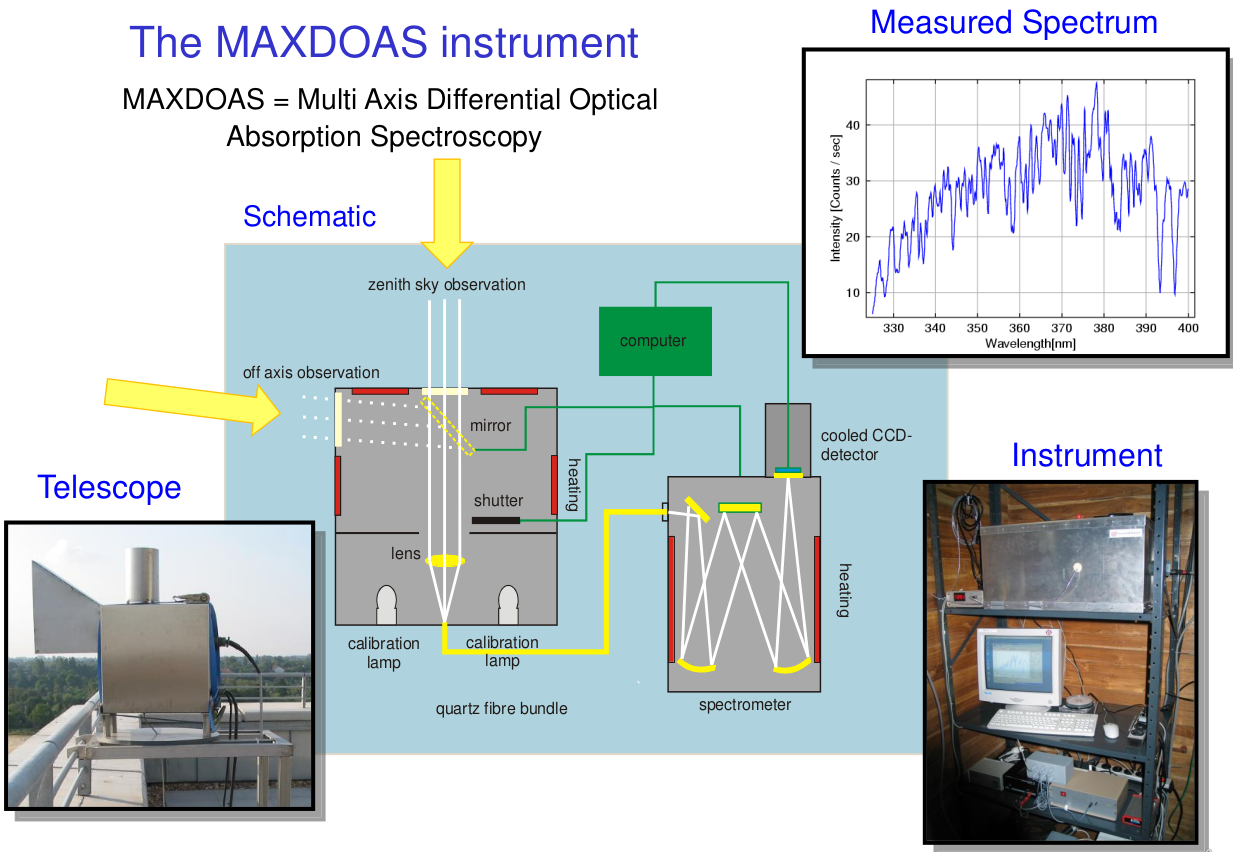 The MAXDOAS instrument
MAXDOAS = Multi Axis Differential Optical
Absorption Spectroscopy
Measured Spectrum
Intensity [Counts / sec]
40
30
20
10
330 340 350 360 370 380 390 400
Wavelength[nm]
Schematic
zenith sky observation
off axis observation
computer
mirror
heating
shutter
lens
calibration
lamp
calibration
lamp
quartz fibre bundle
cooled CCD-
detector
heating
spectrometer
Telescope
Instrument